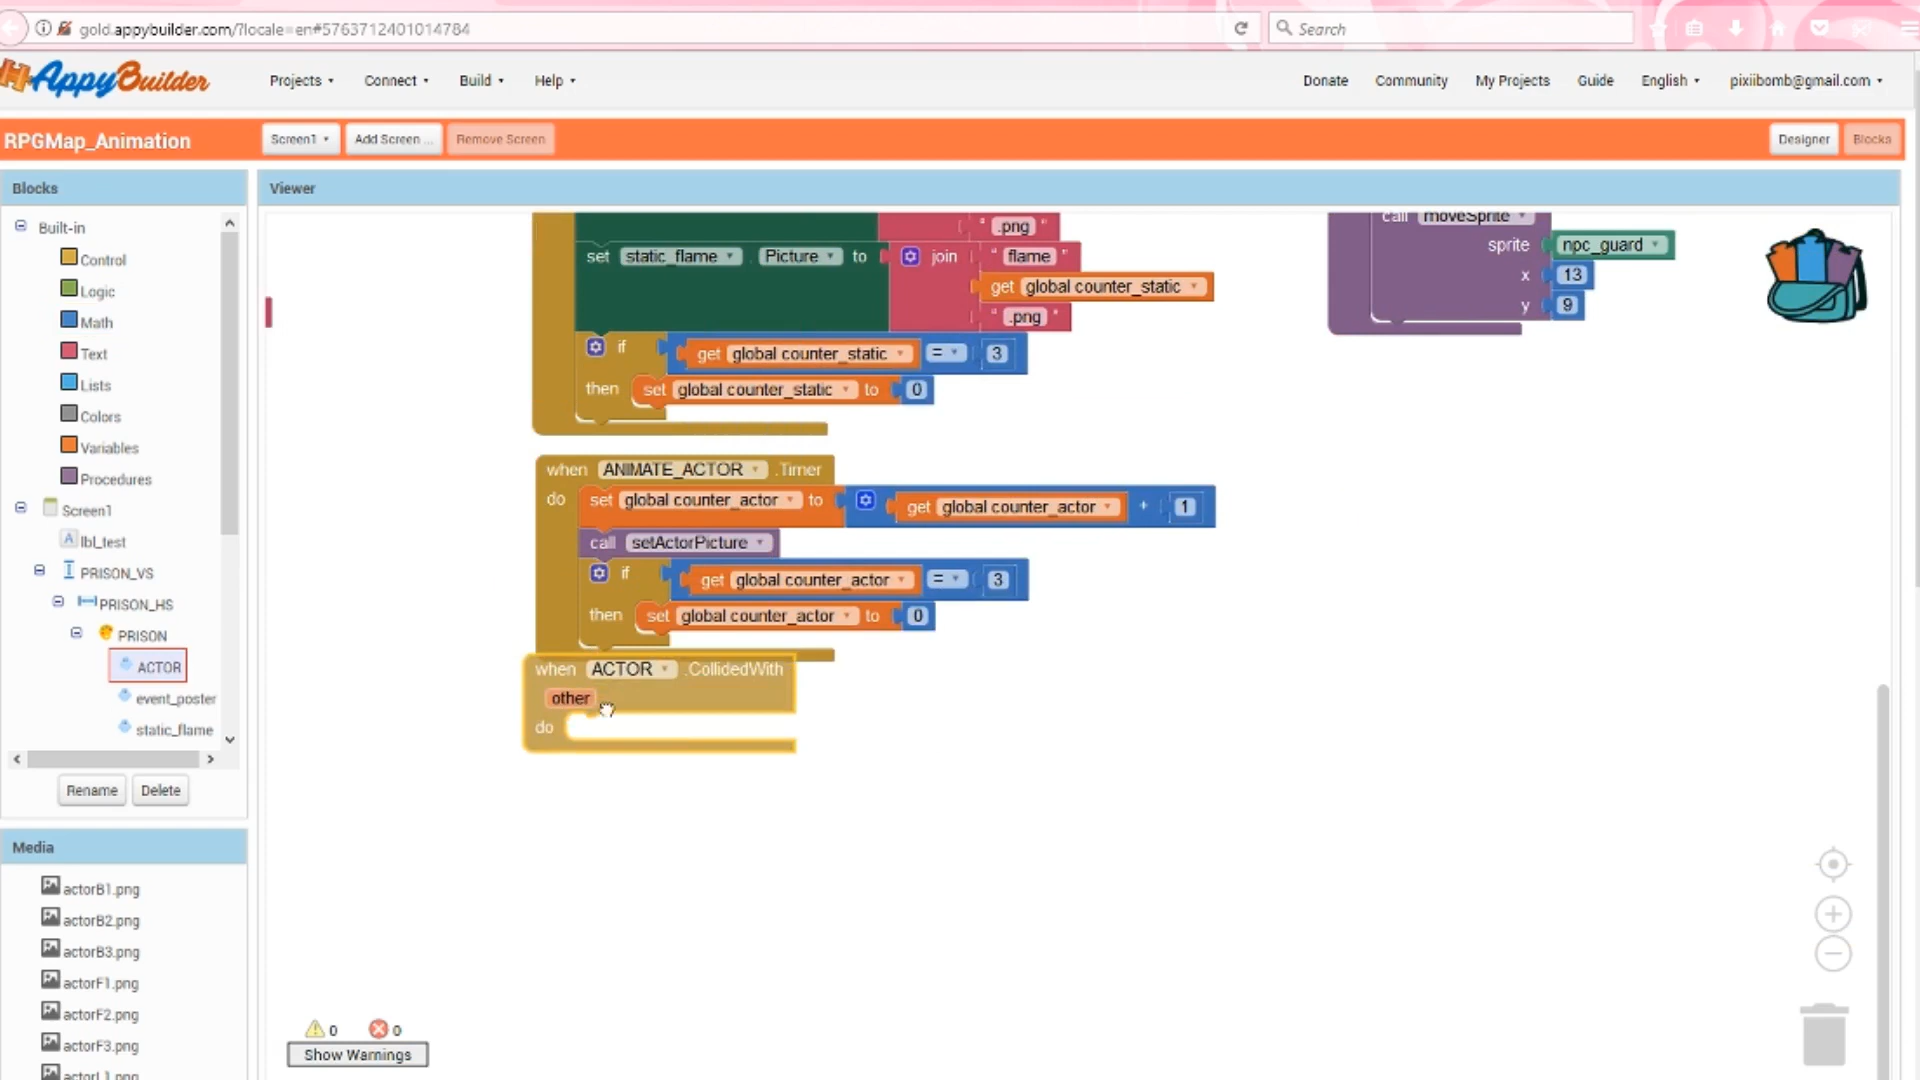 gold.appybuilder.com/?locale=en#5763712401014784
Search
AppyBuilder
Projects
Connect
Build
Help
Donate
Community
My Projects
Guide
English
pixiibomb@gmail.com
RPGMap_Animation
Screen1
Add Screen ...
Remove Screen
Designer
Blocks
Blocks
Viewer
Built-in
Control
Logic
Math
Text
Lists
Colors
Variables
Procedures
Screen1
lbl_test
PRISON_VS
PRISON_HS
PRISON
ACTOR
event_poster
static_flame
Rename
Delete
Media
actorB1.png
actorB2.png
actorB3.png
actorF1.png
actorF2.png
actorF3.png
actorL1.png
" .png "
set static_flame . Picture to join " flame "
get global counter_static
" .png "
if get global counter_static = 3
then set global counter_static to 0
when ANIMATE_ACTOR .Timer
do set global counter_actor to get global counter_actor + 1
call setActorPicture
if get global counter_actor = 3
then set global counter_actor to 0
when ACTOR .CollidedWith
other
do
call moveSprite
sprite npc_guard
x 13
y 9
0 0
Show Warnings